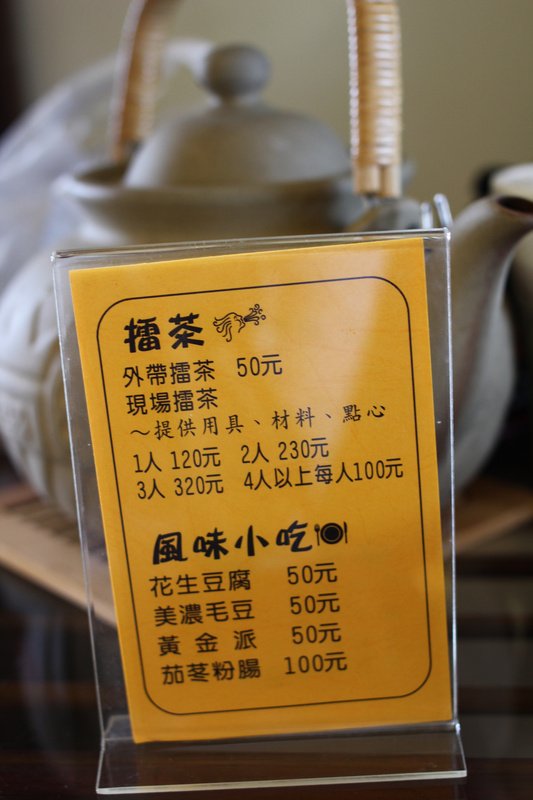 擂茶
外帶擂茶 50元
現場擂茶
～提供用具、材料、點心
1人 120元 2人 230元
3人 320元 4人以上每人100元
風味小吃
花生豆腐 50元
美濃毛豆 50元
黃金派 50元
茄苳粉腸 100元